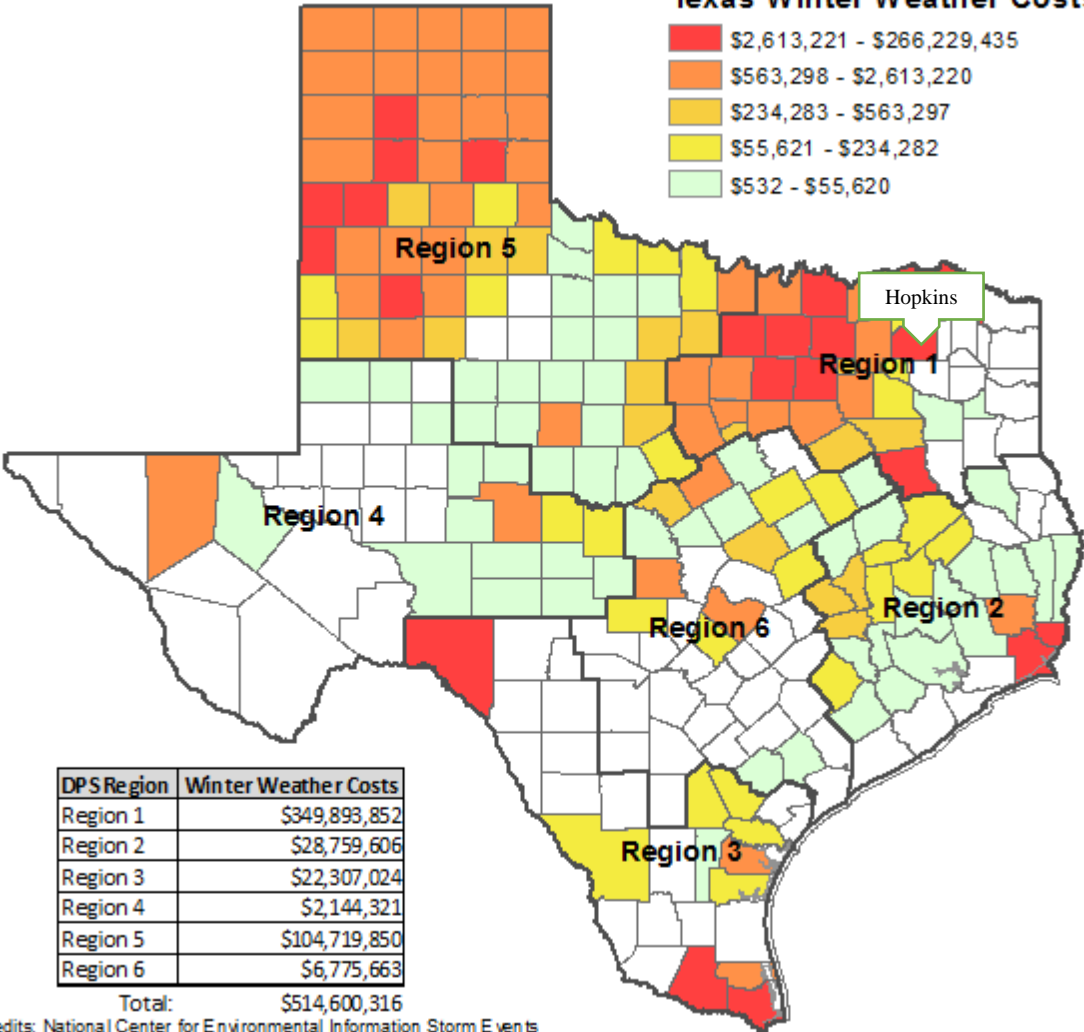 Texas Winter Weather Costs
$2,613,221 - $266,229,435
$563,298 - $2,613,220
$234,283 - $563,297
$55,621 - $234,282
$532 - $55,620
Hopkins
Region 5
Region 1
Region 4
Region 2
Region 6
Region 3
DPS Region Winter Weather Costs
Region 1 $349,893,852
Region 2 $28,759,606
Region 3 $22,307,024
Region 4 $2,144,321
Region 5 $104,719,850
Region 6 $6,775,663
Total: $514,600,316
edits: National Center for Environmental Information Storm Events